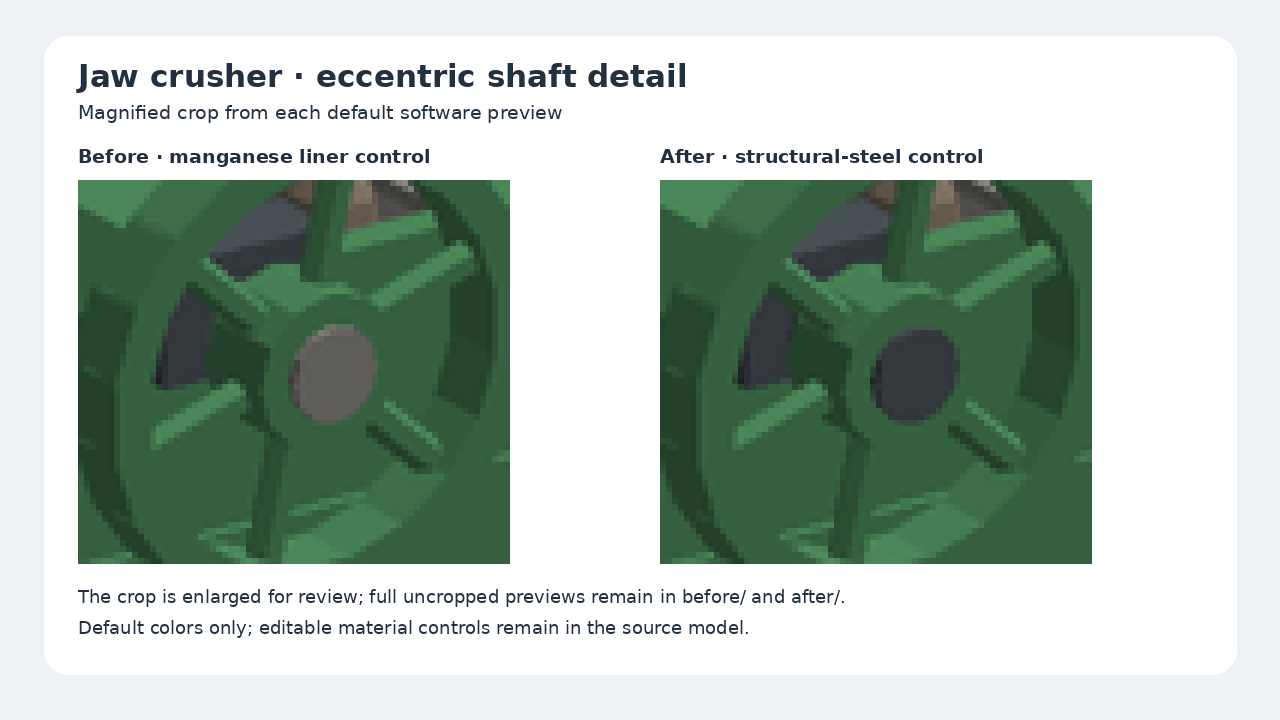 Jaw crusher · eccentric shaft detail
Magnified crop from each default software preview
Before · manganese liner control
After · structural-steel control
The crop is enlarged for review; full uncropped previews remain in before/ and after/.
Default colors only; editable material controls remain in the source model.